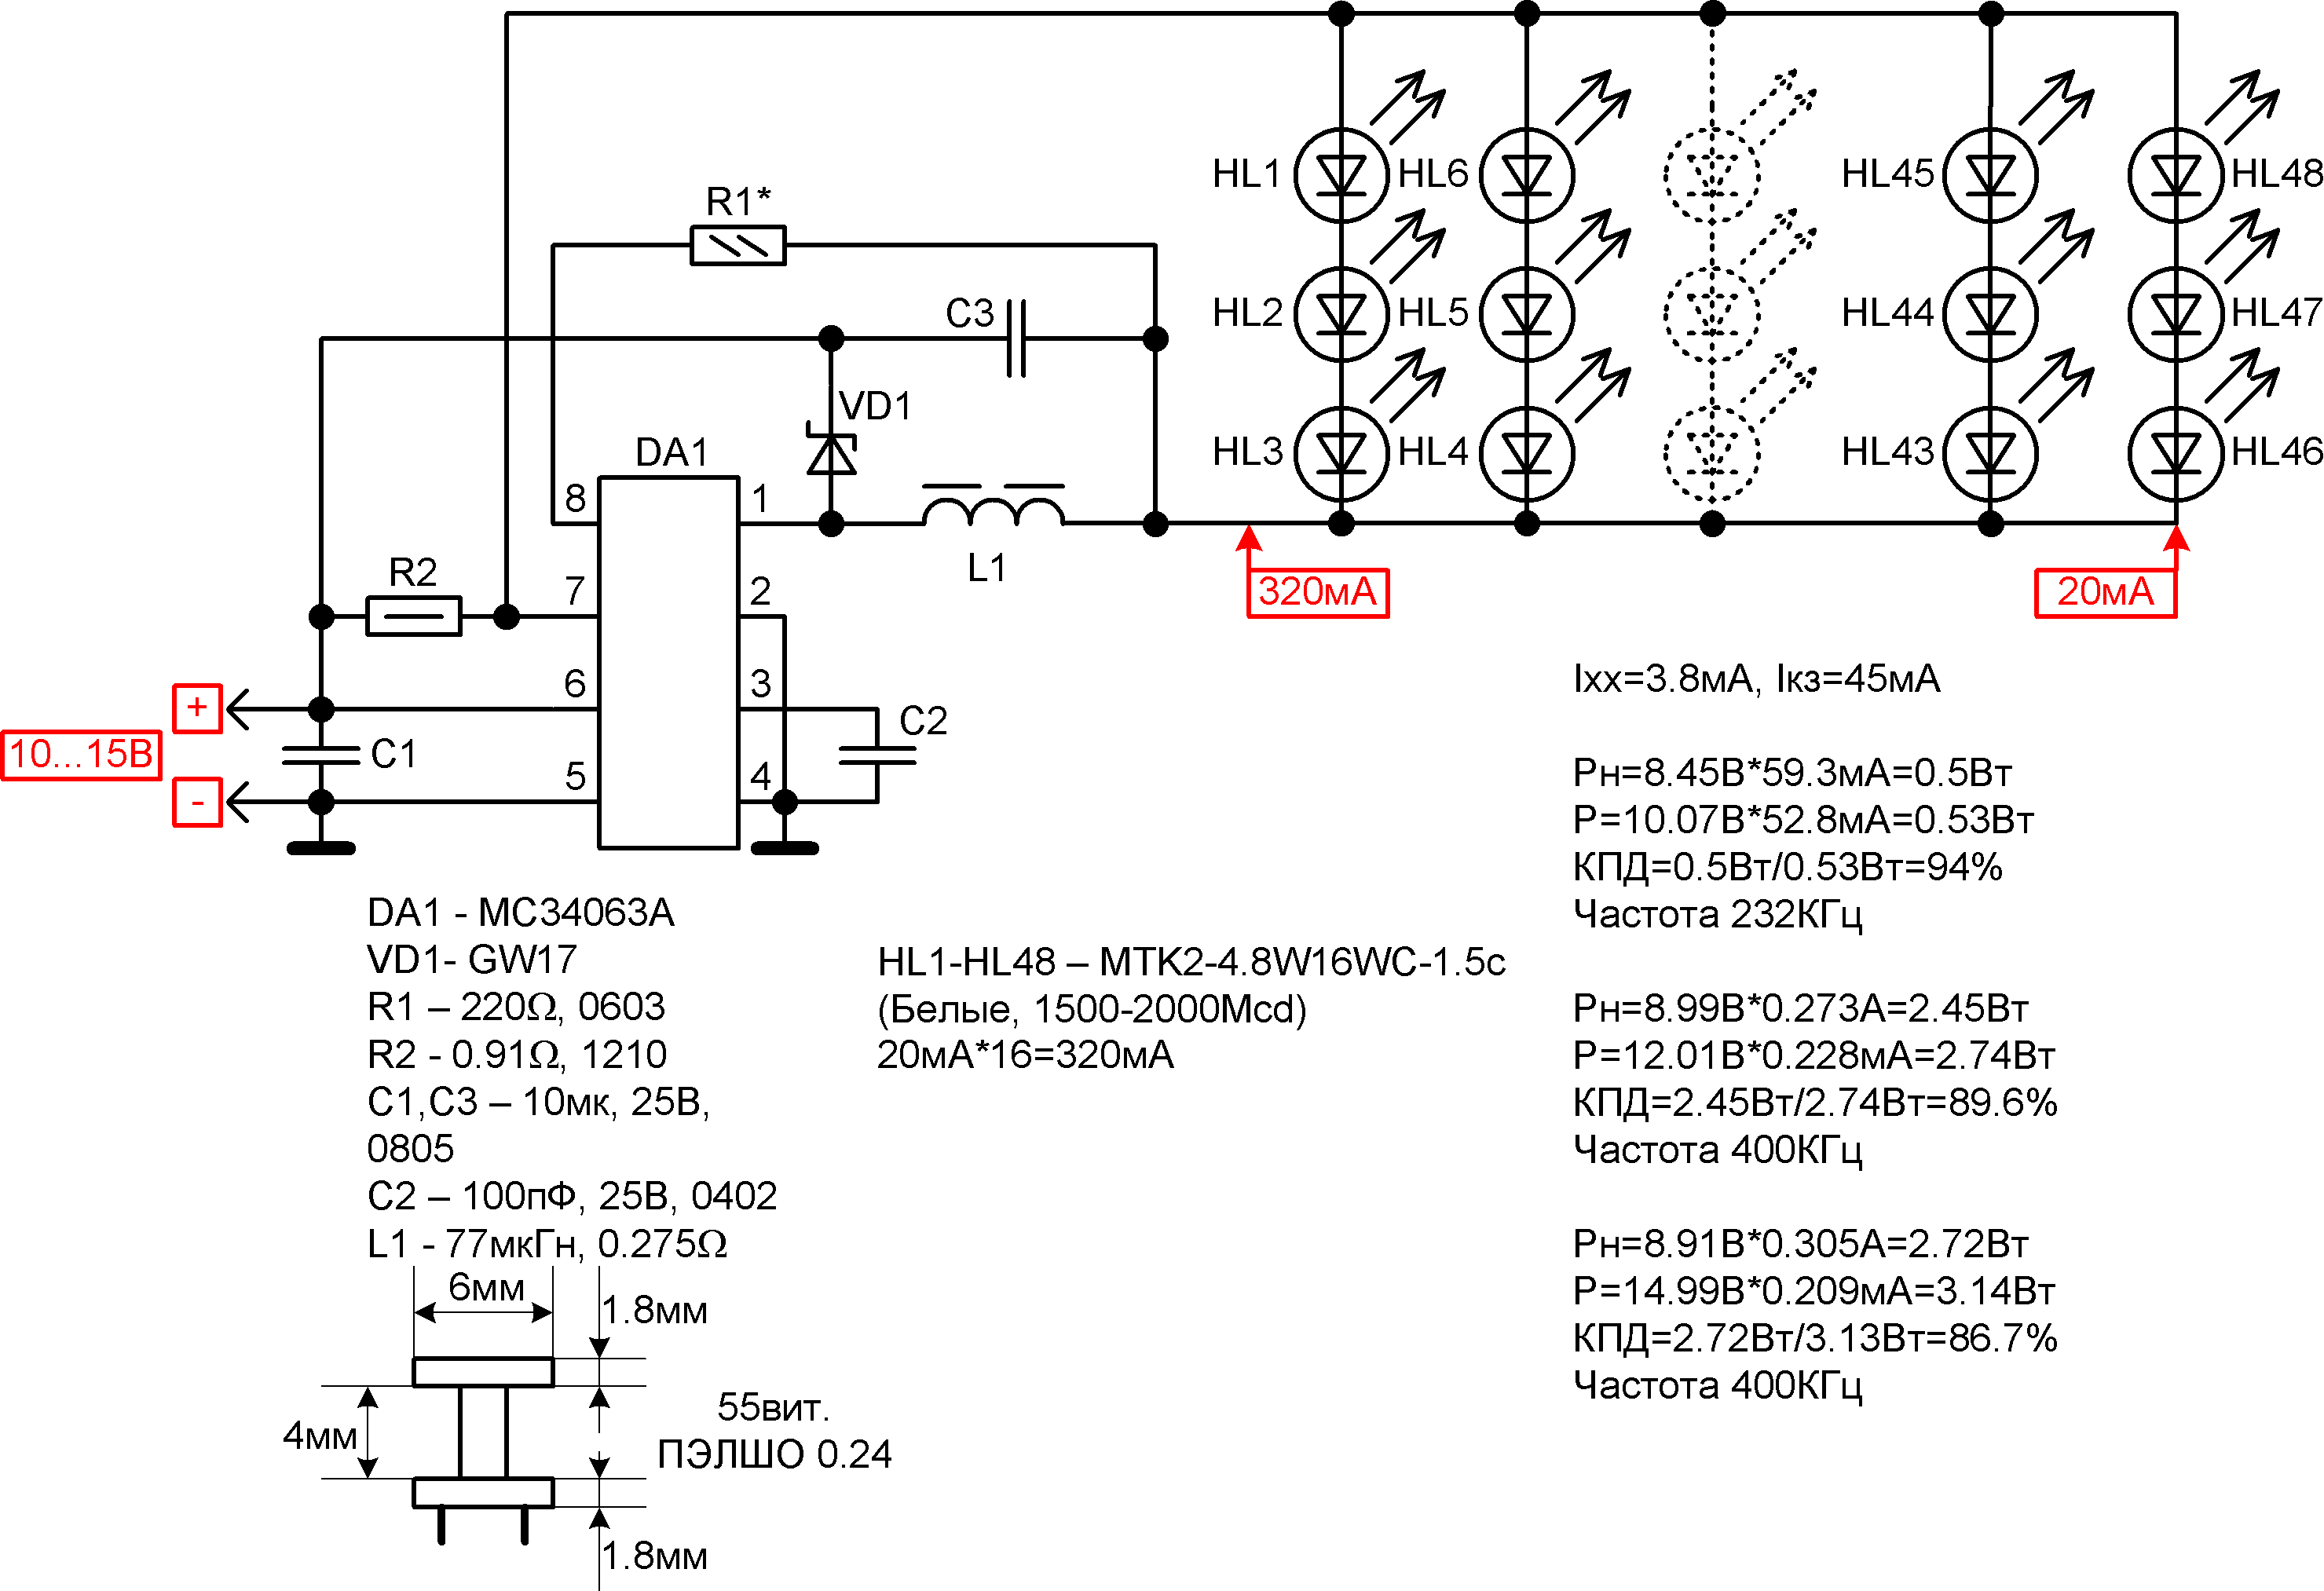 R1*
HL1
HL6
HL45
HL48
C3
HL2
HL5
HL44
HL47
VD1
DA1
HL3
HL4
HL43
HL46
8
1
L1
R2
7
2
320мА
20мА
6
3
+
10...15В
-
C1
C2
5
4
Iхх=3.8мА, Iкз=45мА
Рн=8.45В*59.3мА=0.5Вт
Р=10.07В*52.8мА=0.53Вт
КПД=0.5Вт/0.53Вт=94%
Частота 232КГц
Рн=8.99В*0.273А=2.45Вт
Р=12.01В*0.228мА=2.74Вт
КПД=2.45Вт/2.74Вт=89.6%
Частота 400КГц
Рн=8.91В*0.305А=2.72Вт
Р=14.99В*0.209мА=3.14Вт
КПД=2.72Вт/3.13Вт=86.7%
Частота 400КГц
DA1 - MC34063A
VD1- GW17
R1 – 220Ω, 0603
R2 - 0.91Ω, 1210
C1,C3 – 10мк, 25В,
0805
C2 – 100пФ, 25В, 0402
L1 - 77мкГн, 0.275Ω
HL1-HL48 – MTK2-4.8W16WC-1.5c
(Белые, 1500-2000Mcd)
20мА*16=320мА
6мм
1.8мм
4мм
55вит.
ПЭЛШО 0.24
1.8мм